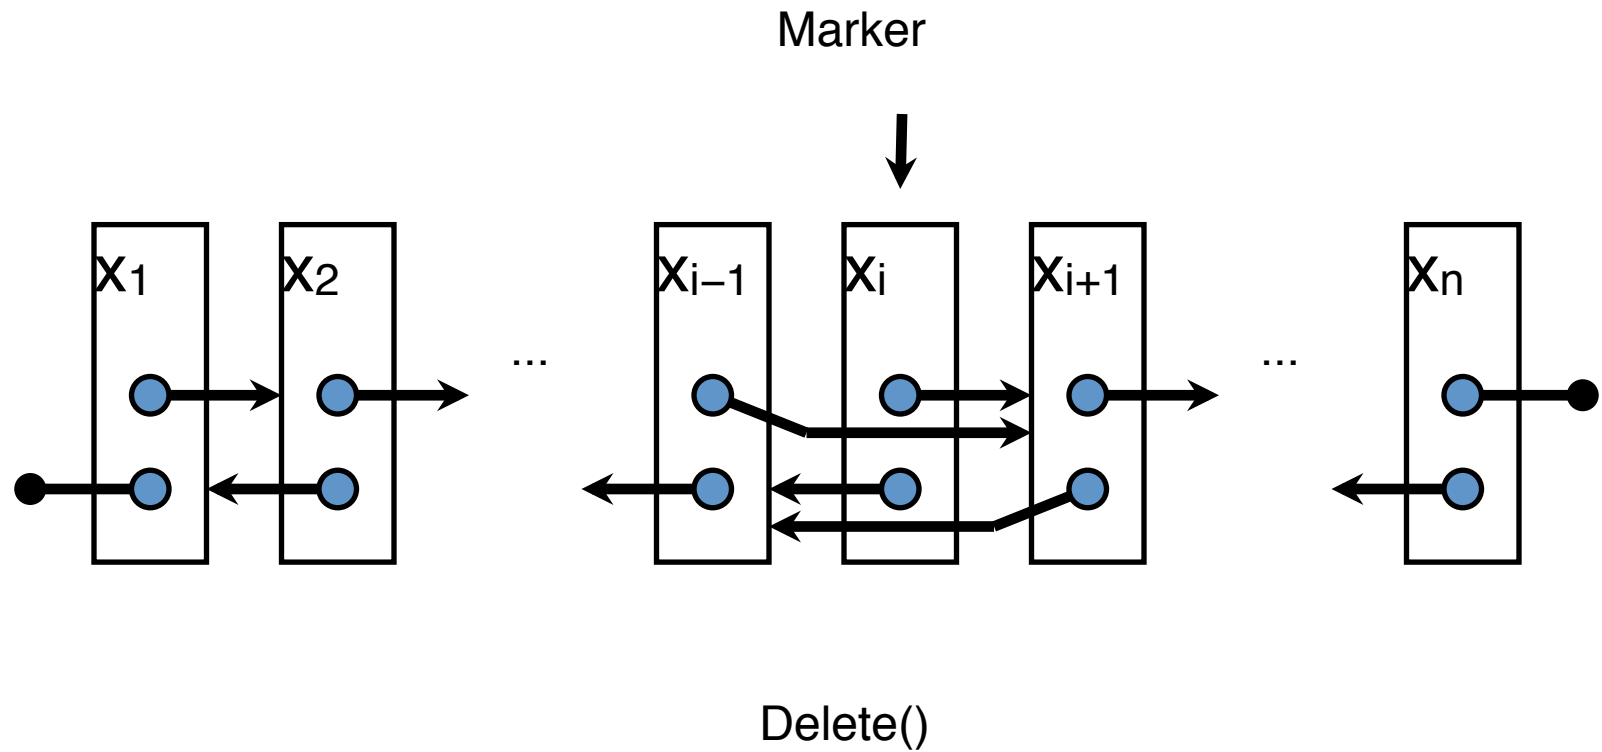 Marker
x₁ x₂ ... xᵢ₋₁ xᵢ xᵢ₊₁ ... xₙ
Delete()